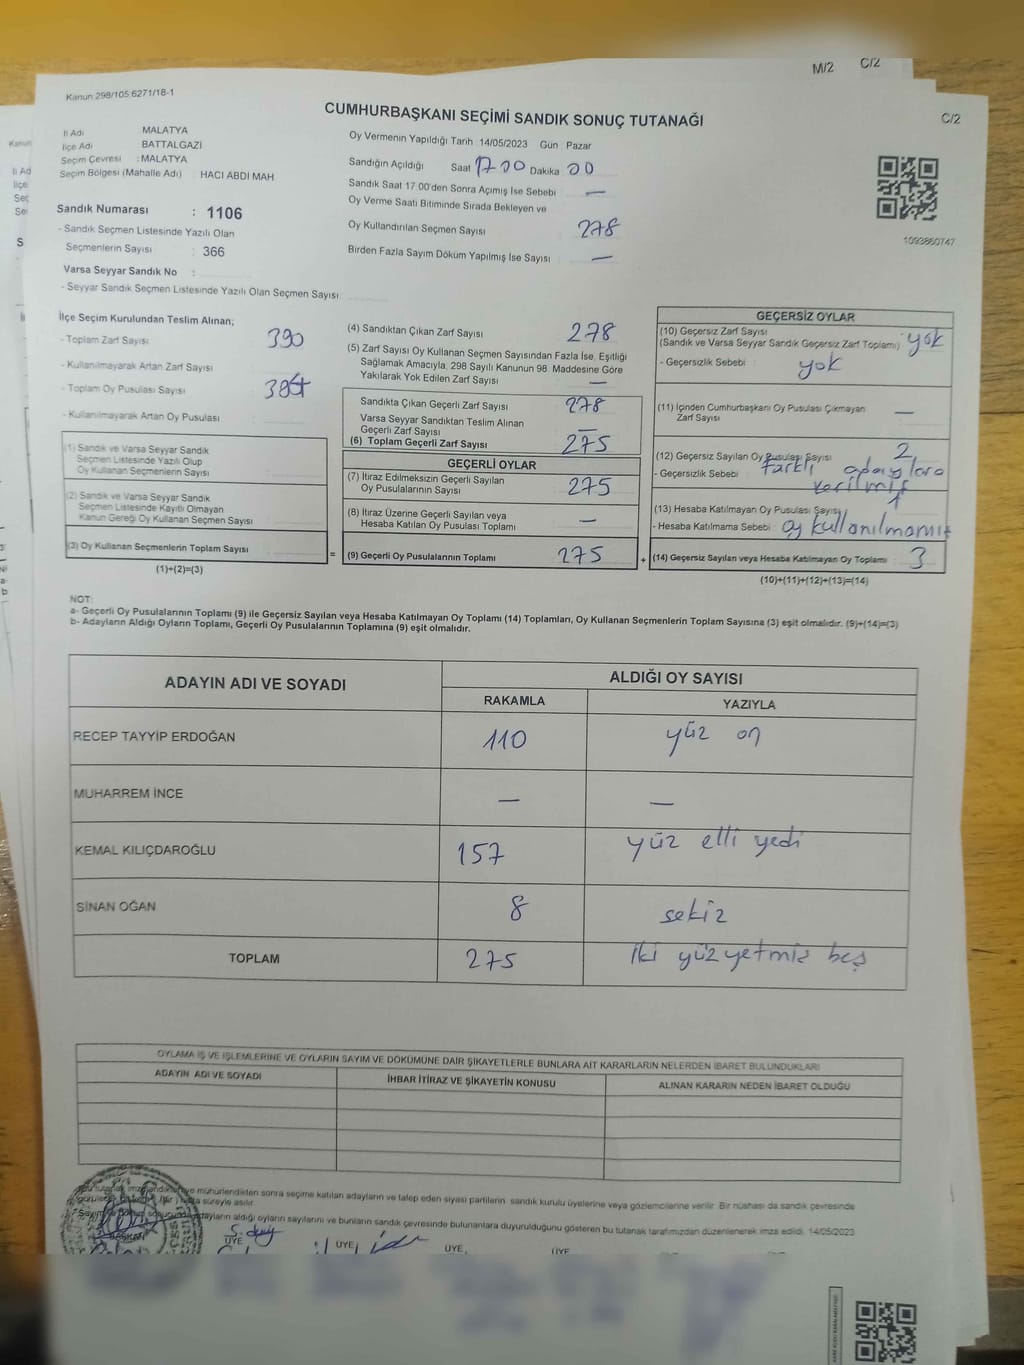 M/2
C/2
Kanun 298/105 6271/18-1
C/2
CUMHURBAŞKANI SEÇİMİ SANDIK SONUÇ TUTANAĞI
İl Adı MALATYA
İlçe Adı BATTALGAZİ
Seçim Çevresi : MALATYA
Seçim Bölgesi (Mahalle Adı) HACI ABDİ MAH
Sandık Numarası : 1106
- Sandık Seçmen Listesinde Yazılı Olan
Seçmenlerin Sayısı : 366
Varsa Seyyar Sandık No :
- Seyyar Sandık Seçmen Listesinde Yazılı Olan Seçmen Sayısı
Oy Vermenin Yapıldığı Tarih 14/05/2023 Gün Pazar
Sandığın Açıldığı Saat 17 00 Dakika 00
Sandık Saat 17.00'den Sonra Açımış İse Sebebi —
Oy Verme Saati Bitiminde Sırada Bekleyen ve
Oy Kullandırılan Seçmen Sayısı 278
Birden Fazla Sayım Döküm Yapılmış İse Sayısı —
1093860747
İlçe Seçim Kurulundan Teslim Alınan;
- Toplam Zarf Sayısı 390
- Kullanılmayarak Artan Zarf Sayısı
- Toplam Oy Pusulası Sayısı
- Kullanılmayarak Artan Oy Pusulası
(1) Sandık ve Varsa Seyyar Sandık
Seçmen Listesinde Yazılı Olup
Oy Kullanan Seçmenlerin Sayısı
(2) Sandık ve Varsa Seyyar Sandık
Seçmen Listesinde Kayıtlı Olmayan
Kanun Gereği Oy Kullanan Seçmen Sayısı
(3) Oy Kullanan Seçmenlerin Toplam Sayısı
(1)+(2)=(3)
(4) Sandıktan Çıkan Zarf Sayısı 278
(5) Zarf Sayısı Oy Kullanan Seçmen Sayısından Fazla İse, Eşitliği
Sağlamak Amacıyla, 298 Sayılı Kanunun 98. Maddesine Göre
Yakılarak Yok Edilen Zarf Sayısı —
Sandıkta Çıkan Geçerli Zarf Sayısı 278
Varsa Seyyar Sandıktan Teslim Alınan
Geçerli Zarf Sayısı —
(6) Toplam Geçerli Zarf Sayısı 275
GEÇERLİ OYLAR
(7) İtiraz Edilmeksizin Geçerli Sayılan
Oy Pusulalarının Sayısı 275
(8) İtiraz Üzerine Geçerli Sayılan veya
Hesaba Katılan Oy Pusulası Toplamı —
= (9) Geçerli Oy Pusulalarının Toplamı 275
GEÇERSİZ OYLAR
(10) Geçersiz Zarf Sayısı
(Sandık ve Varsa Seyyar Sandık Geçersiz Zarf Toplamı) yok
- Geçersizlik Sebebi : yok
(11) İçinden Cumhurbaşkanı Oy Pusulası Çıkmayan
Zarf Sayısı —
(12) Geçersiz Sayılan Oy Pusulası Sayısı 2
- Geçersizlik Sebebi : farklı adaylara
verilmiş
(13) Hesaba Katılmayan Oy Pusulası Sayısı 1
- Hesaba Katılmama Sebebi : oy kullanılmamış
+ (14) Geçersiz Sayılan veya Hesaba Katılmayan Oy Toplamı 3
(10)+(11)+(12)+(13)=(14)
NOT:
a- Geçerli Oy Pusulalarının Toplamı (9) ile Geçersiz Sayılan veya Hesaba Katılmayan Oy Toplamı (14) Toplamları, Oy Kullanan Seçmenlerin Toplam Sayısına (3) eşit olmalıdır. (9)+(14)=(3)
b- Adayların Aldığı Oyların Toplamı, Geçerli Oy Pusulalarının Toplamına (9) eşit olmalıdır.
ADAYIN ADI VE SOYADI ALDIĞI OY SAYISI
RAKAMLA YAZIYLA
RECEP TAYYİP ERDOĞAN 110 yüz on
MUHARREM İNCE — —
KEMAL KILIÇDAROĞLU 157 yüz elli yedi
SİNAN OĞAN 8 sekiz
TOPLAM 275 iki yüz yetmiş beş
OYLAMA İŞ VE İŞLEMLERİNE VE OYLARIN SAYIM VE DÖKÜMÜNE DAİR ŞİKAYETLERLE BUNLARA AİT KARARLARIN NELERDEN İBARET BULUNDUKLARI
ADAYIN ADI VE SOYADI İHBAR İTİRAZ VE ŞİKAYETİN KONUSU ALINAN KARARIN NEDEN İBARET OLDUĞU
mühürlendikten sonra seçime katılan adayların ve talep eden siyasi partilerin sandık kurulu üyelerine veya gözlemcilerine verilir. Bir nüshası da sandık çevresinde
süreyle asılır.
adayların aldığı oyların sayılarını ve bunların sandık çevresinde bulunanlara duyurulduğunu gösteren bu tutanak tarafımızdan düzenlenerek imza edildi. 14/05/2023
BAŞKAN ÜYE ÜYE ÜYE ÜYE